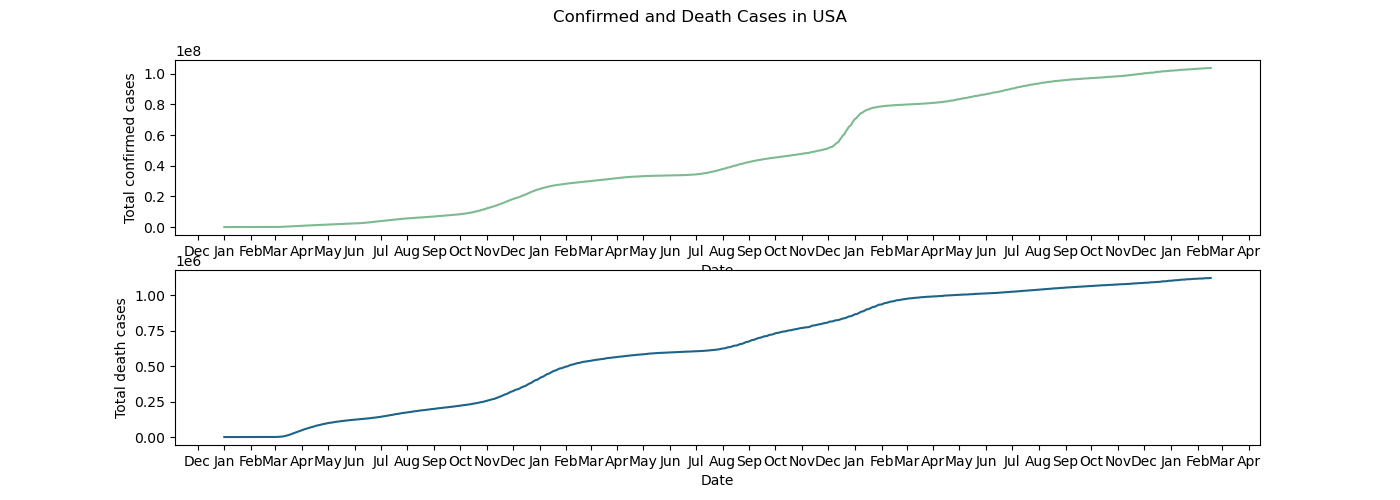 Confirmed and Death Cases in USA
1e8
Total confirmed cases
1.0
0.8
0.6
0.4
0.2
0.0
Dec Jan Feb Mar Apr May Jun Jul Aug Sep Oct Nov Dec Jan Feb Mar Apr May Jun Jul Aug Sep Oct Nov Dec Jan Feb Mar Apr May Jun Jul Aug Sep Oct Nov Dec Jan Feb Mar Apr
Date
1e6
Total death cases
1.00
0.75
0.50
0.25
0.00
Dec Jan Feb Mar Apr May Jun Jul Aug Sep Oct Nov Dec Jan Feb Mar Apr May Jun Jul Aug Sep Oct Nov Dec Jan Feb Mar Apr May Jun Jul Aug Sep Oct Nov Dec Jan Feb Mar Apr
Date